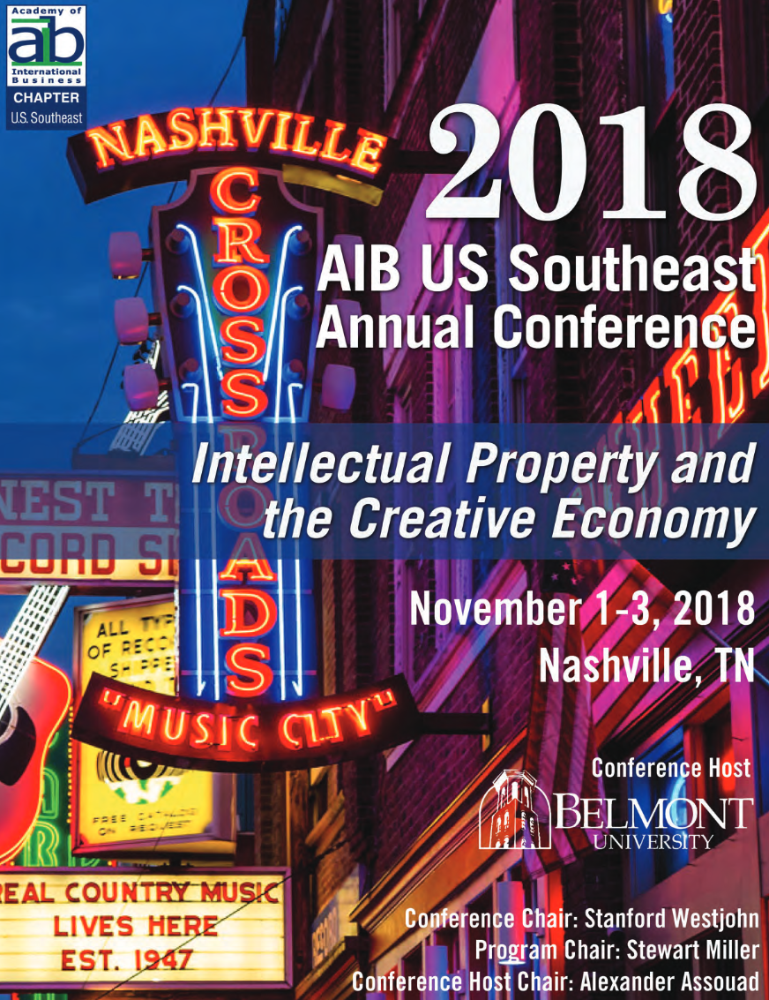 Academy of
aib
International
Business
CHAPTER
U.S. Southeast
NASHVILLE
CROSSROADS
"MUSIC CITY"
2018
AIB US Southeast
Annual Conference
Intellectual Property and
the Creative Economy
November 1-3, 2018
Nashville, TN
NEST T
CORD S
ALL TYP
OF RECO
SHIPPE
FREE CATALOG
ON REQUEST
REAL COUNTRY MUSIC
LIVES HERE
EST. 1947
Conference Host
BELMONT
UNIVERSITY
Conference Chair: Stanford Westjohn
Program Chair: Stewart Miller
Conference Host Chair: Alexander Assouad